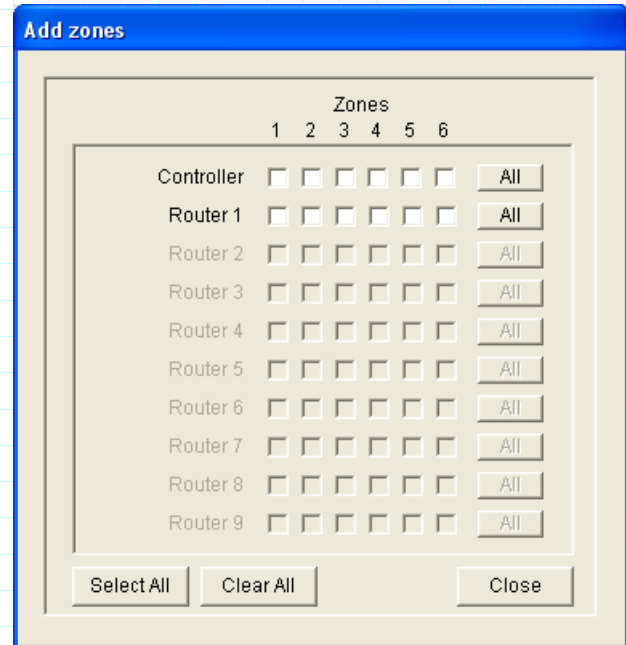 Add zones
Zones
1 2 3 4 5 6
Controller All
Router 1 All
Router 2 All
Router 3 All
Router 4 All
Router 5 All
Router 6 All
Router 7 All
Router 8 All
Router 9 All
Select All Clear All Close